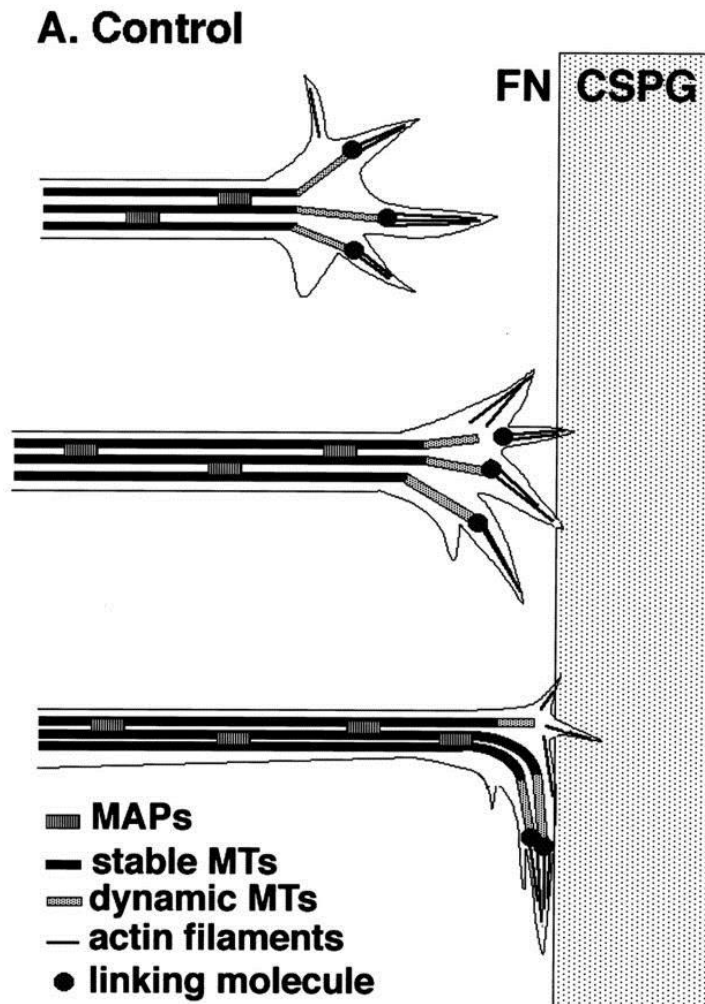 A. Control
FN CSPG
MAPs
stable MTs
dynamic MTs
actin filaments
linking molecule